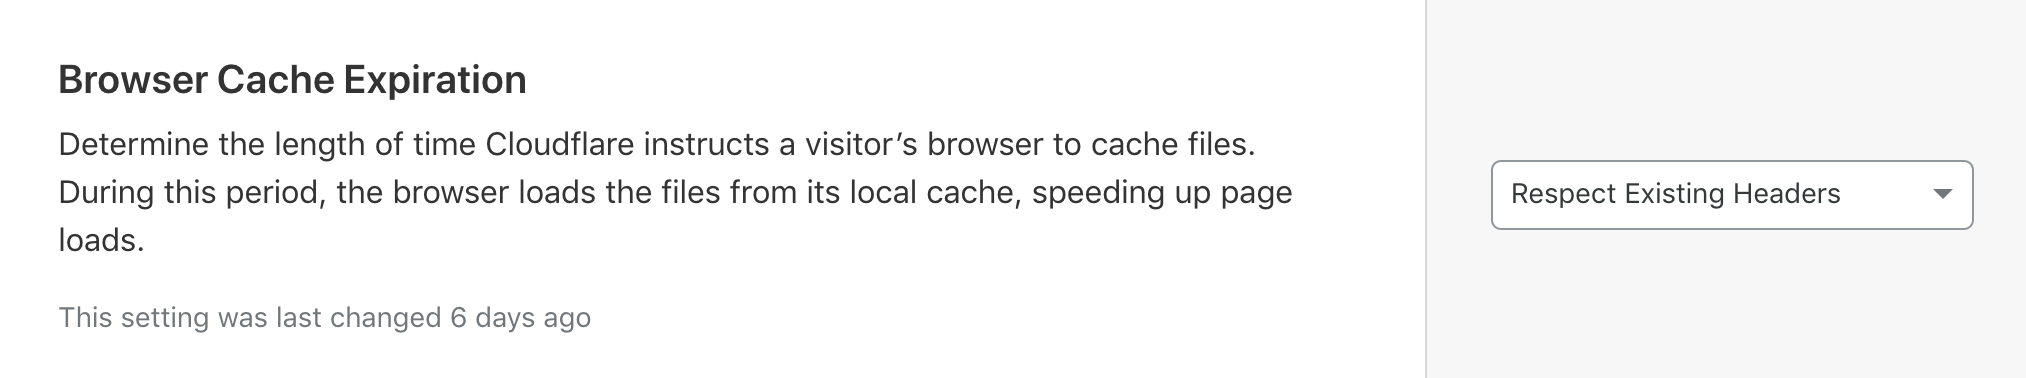 Browser Cache Expiration
Determine the length of time Cloudflare instructs a visitor’s browser to cache files.
During this period, the browser loads the files from its local cache, speeding up page
loads.
This setting was last changed 6 days ago
Respect Existing Headers